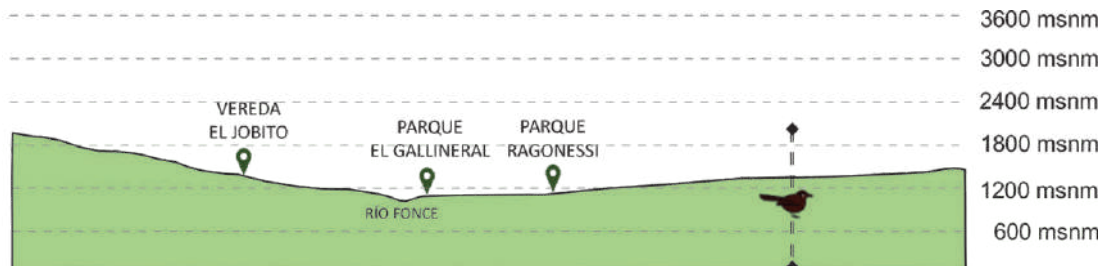 3600 msnm
3000 msnm
2400 msnm
VEREDA
EL JOBITO
PARQUE
EL GALLINERAL
PARQUE
RAGONESSI
1800 msnm
1200 msnm
RÍO FONCE
600 msnm